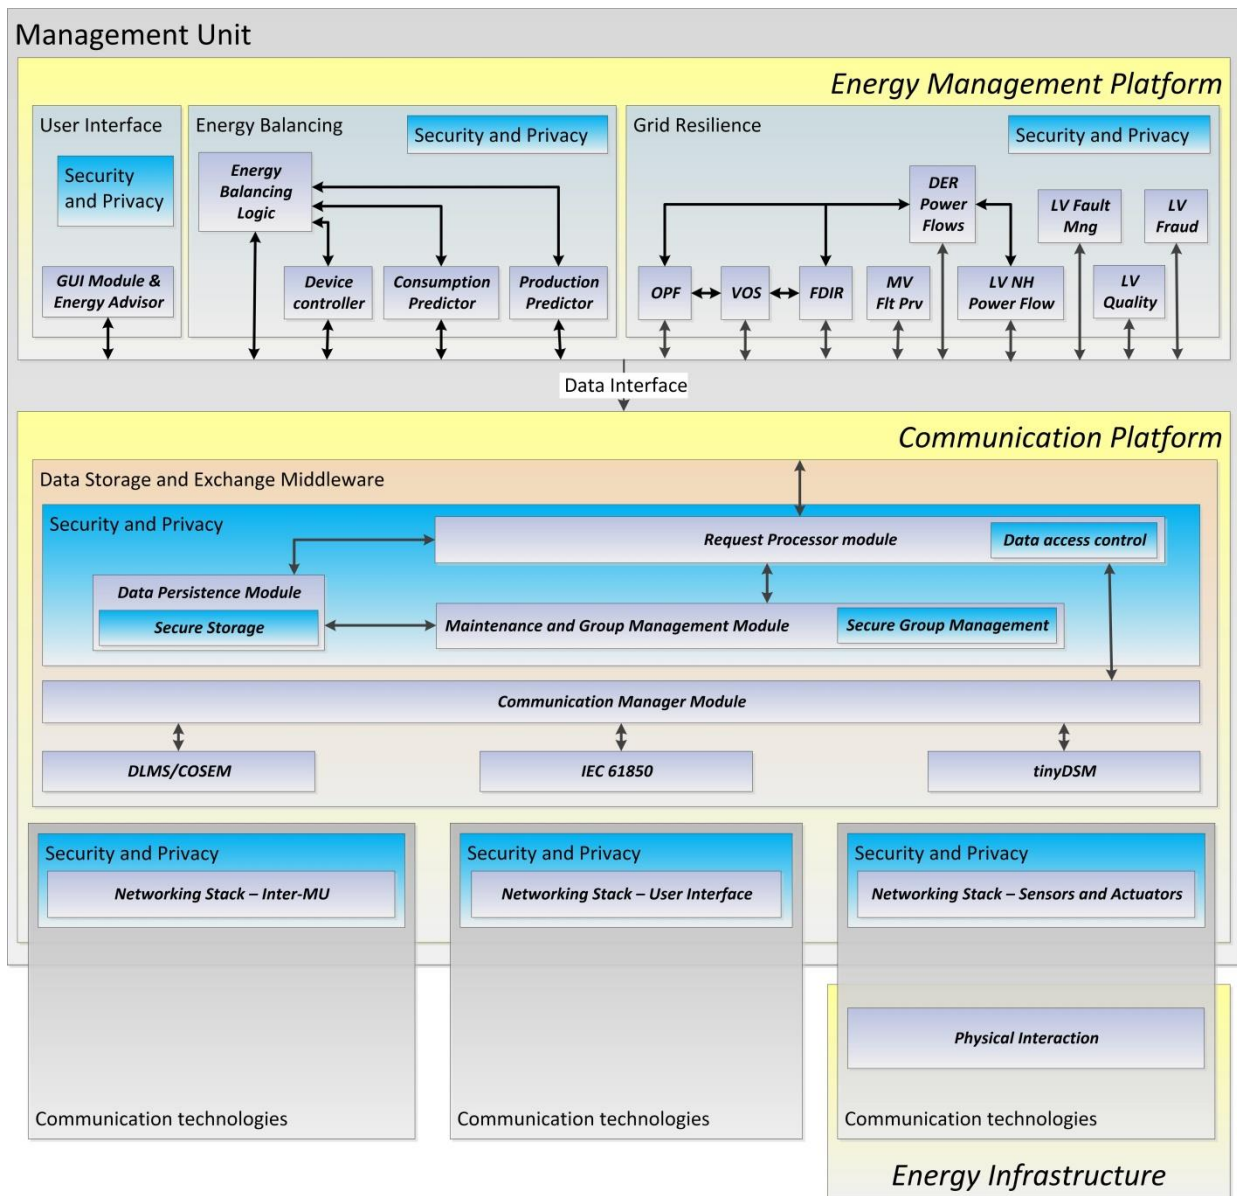 Management Unit
Energy Management Platform
User Interface
Security
and Privacy
GUI Module &
Energy Advisor
Energy Balancing
Security and Privacy
Energy
Balancing
Logic
Device
controller
Consumption
Predictor
Production
Predictor
Grid Resilience
Security and Privacy
DER
Power
Flows
LV Fault
Mng
LV
Fraud
OPF
VOS
FDIR
MV
Flt Prv
LV NH
Power Flow
LV
Quality
Data Interface
Communication Platform
Data Storage and Exchange Middleware
Security and Privacy
Request Processor module
Data access control
Data Persistence Module
Secure Storage
Maintenance and Group Management Module
Secure Group Management
Communication Manager Module
DLMS/COSEM
IEC 61850
tinyDSM
Security and Privacy
Networking Stack – Inter-MU
Communication technologies
Security and Privacy
Networking Stack – User Interface
Communication technologies
Security and Privacy
Networking Stack – Sensors and Actuators
Physical Interaction
Communication technologies
Energy Infrastructure